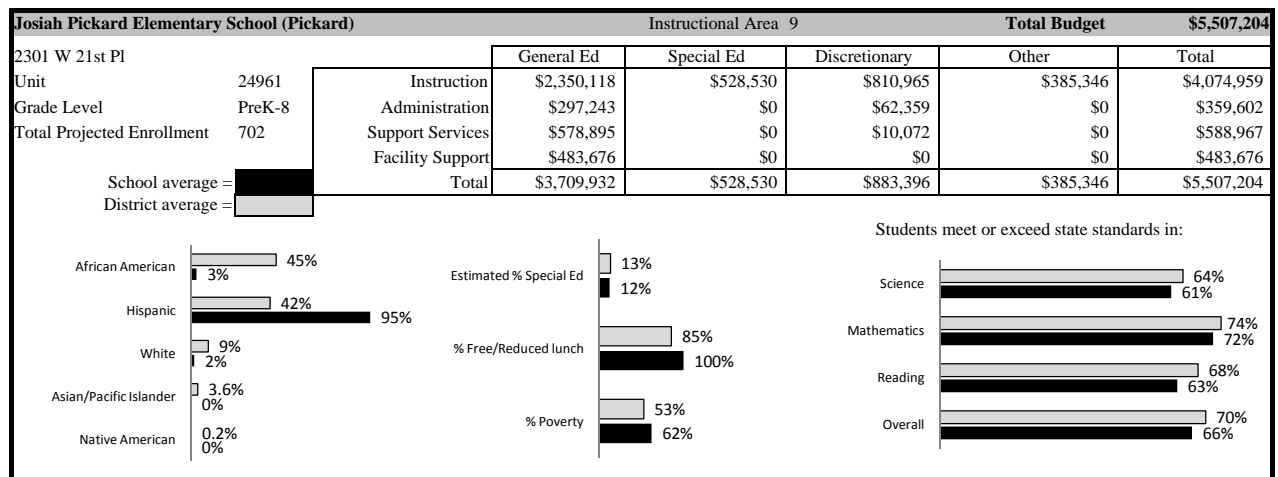 Josiah Pickard Elementary School (Pickard) Instructional Area 9 Total Budget $5,507,204
2301 W 21st Pl General Ed Special Ed Discretionary Other Total
Unit 24961 Instruction $2,350,118 $528,530 $810,965 $385,346 $4,074,959
Grade Level PreK-8 Administration $297,243 $0 $62,359 $0 $359,602
Total Projected Enrollment 702 Support Services $578,895 $0 $10,072 $0 $588,967
Facility Support $483,676 $0 $0 $0 $483,676
School average = Total $3,709,932 $528,530 $883,396 $385,346 $5,507,204
District average =
African American 45% 3%
Hispanic 42% 95%
White 9% 2%
Asian/Pacific Islander 3.6% 0%
Native American 0.2% 0%
Estimated % Special Ed 13% 12%
% Free/Reduced lunch 85% 100%
% Poverty 53% 62%
Students meet or exceed state standards in:
Science 64% 61%
Mathematics 74% 72%
Reading 68% 63%
Overall 70% 66%